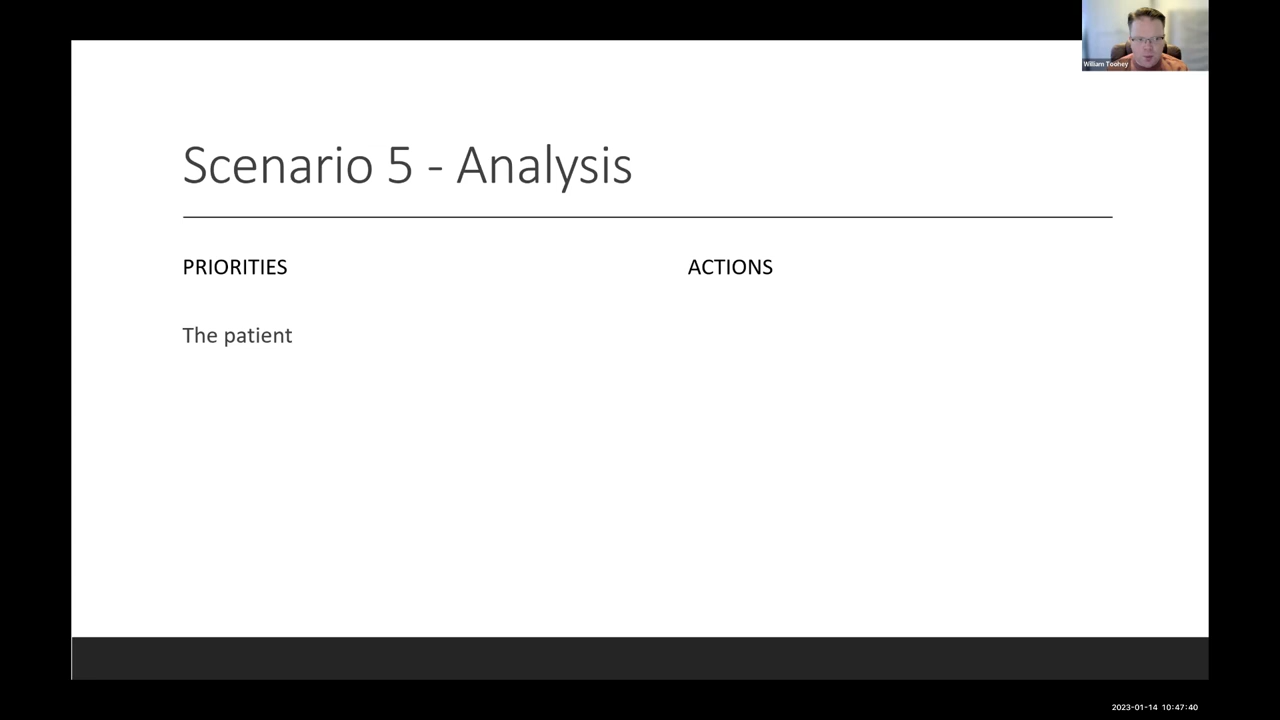 William Toohey
Scenario 5 - Analysis
PRIORITIES
ACTIONS
The patient
2023-01-14 10:47:40